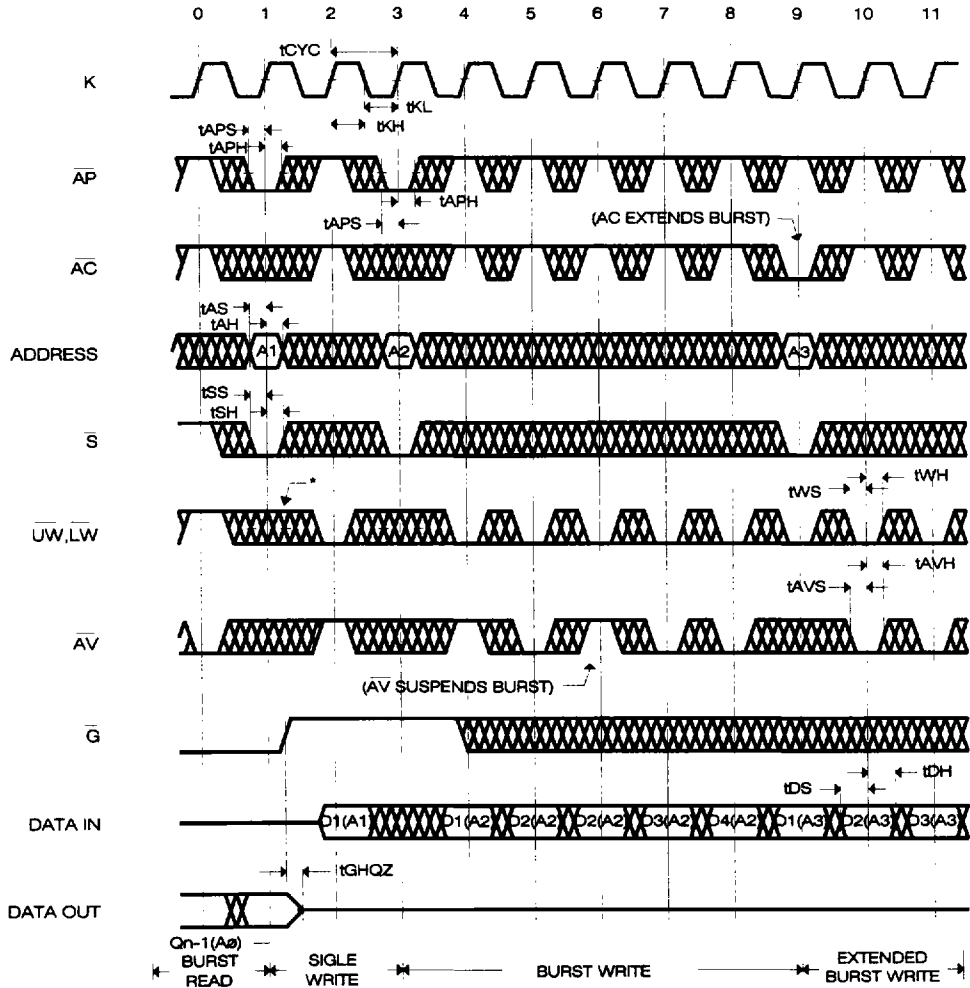 0 1 2 3 4 5 6 7 8 9 10 11
tCYC
K
tKL
tKH
tAPS
tAPH
AP
tAPH
tAPS
(AC EXTENDS BURST)
AC
tAS
tAH
ADDRESS
A1 A2 A3
tSS
tSH
S
tWH
tWS
*
UW,LW
tAVH
tAVS
AV
(AV SUSPENDS BURST)
G
tDH
tDS
DATA IN
D1(A1) D1(A2 D2(A2) D2(A2) D3(A2) D4(A2) D1(A3) D2(A3) D3(A3)
tGHQZ
DATA OUT
Qn-1(Aø)
BURST READ
SIGLE WRITE
BURST WRITE
EXTENDED BURST WRITE